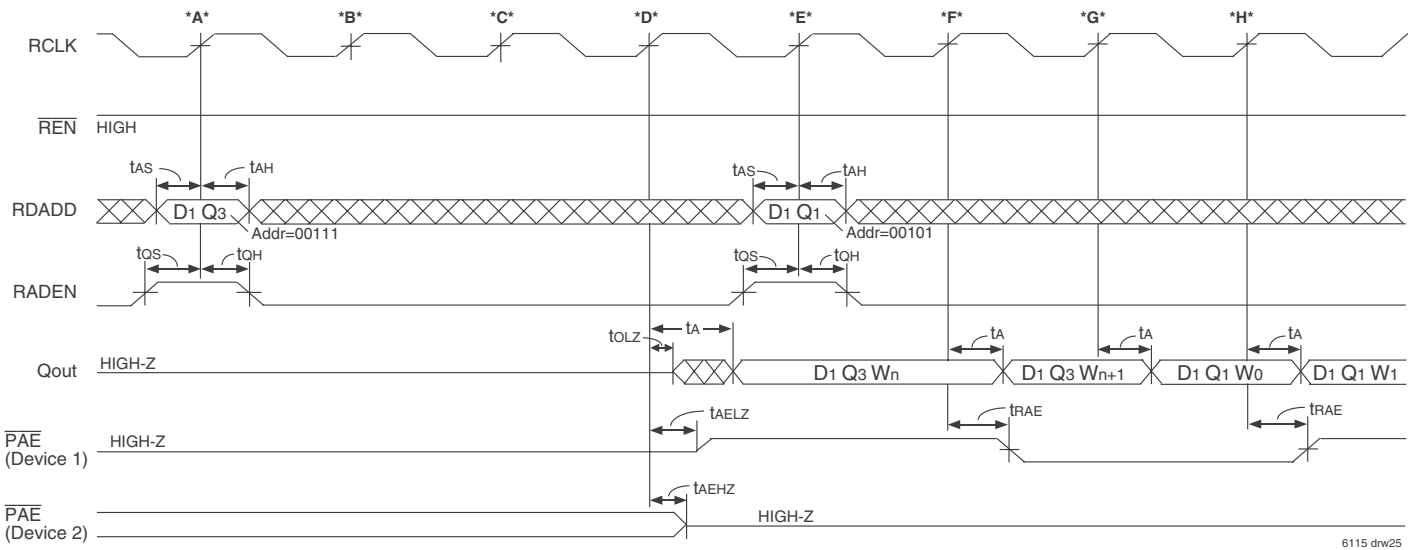 *A* *B* *C* *D* *E* *F* *G* *H*
RCLK
REN HIGH
tAS tAH tAS tAH
RDADD D1 Q3 D1 Q1
Addr=00111 Addr=00101
tQS tQH tQS tQH
RADEN
tOLZ tA tA tA tA
Qout HIGH-Z D1 Q3 Wn D1 Q3 Wn+1 D1 Q1 W0 D1 Q1 W1
tAELZ tRAE tRAE
PAE HIGH-Z
(Device 1)
tAEHZ
PAE HIGH-Z
(Device 2)
6115 drw25